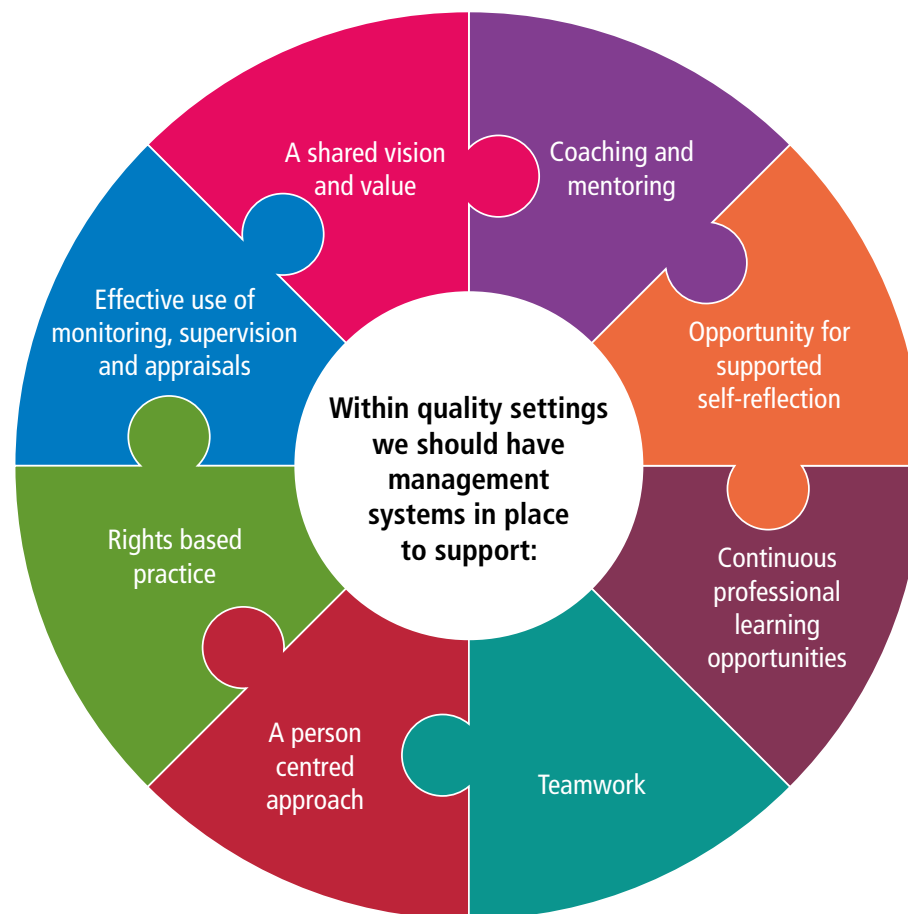 A shared vision
and value
Coaching and
mentoring
Opportunity for
supported
self-reflection
Continuous
professional
learning
opportunities
Teamwork
A person
centred
approach
Rights based
practice
Effective use of
monitoring, supervision
and appraisals
Within quality settings
we should have
management
systems in place
to support: